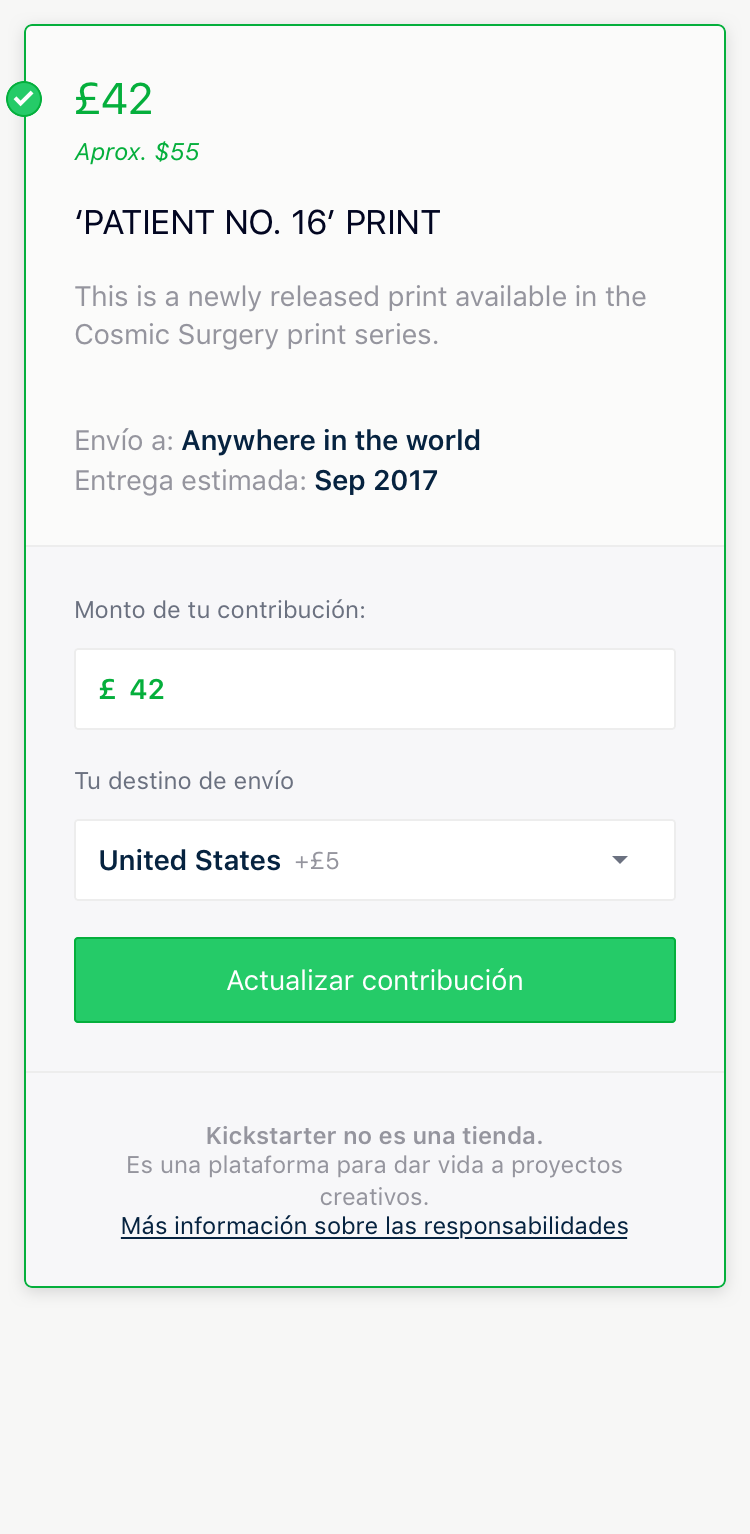 £42
Aprox. $55
‘PATIENT NO. 16’ PRINT
This is a newly released print available in the
Cosmic Surgery print series.
Envío a: Anywhere in the world
Entrega estimada: Sep 2017
Monto de tu contribución:
£ 42
Tu destino de envío
United States +£5
Actualizar contribución
Kickstarter no es una tienda.
Es una plataforma para dar vida a proyectos
creativos.
Más información sobre las responsabilidades